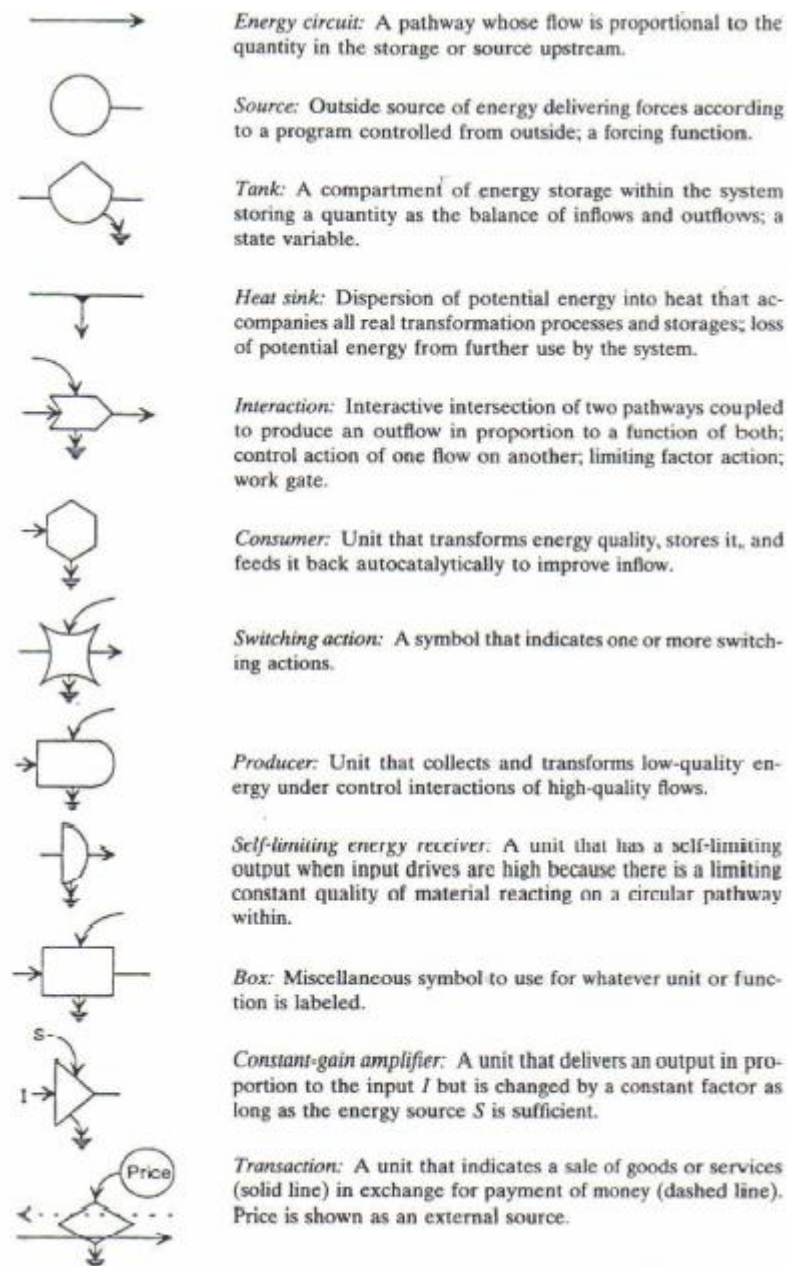 Energy circuit: A pathway whose flow is proportional to the
quantity in the storage or source upstream.
Source: Outside source of energy delivering forces according
to a program controlled from outside; a forcing function.
Tank: A compartment of energy storage within the system
storing a quantity as the balance of inflows and outflows; a
state variable.
Heat sink: Dispersion of potential energy into heat that ac-
companies all real transformation processes and storages; loss
of potential energy from further use by the system.
Interaction: Interactive intersection of two pathways coupled
to produce an outflow in proportion to a function of both;
control action of one flow on another; limiting factor action;
work gate.
Consumer: Unit that transforms energy quality, stores it, and
feeds it back autocatalytically to improve inflow.
Switching action: A symbol that indicates one or more switch-
ing actions.
Producer: Unit that collects and transforms low-quality en-
ergy under control interactions of high-quality flows.
Self-limiting energy receiver: A unit that has a self-limiting
output when input drives are high because there is a limiting
constant quality of material reacting on a circular pathway
within.
Box: Miscellaneous symbol to use for whatever unit or func-
tion is labeled.
S
I
Constant-gain amplifier: A unit that delivers an output in pro-
portion to the input I but is changed by a constant factor as
long as the energy source S is sufficient.
Price
Transaction: A unit that indicates a sale of goods or services
(solid line) in exchange for payment of money (dashed line).
Price is shown as an external source.